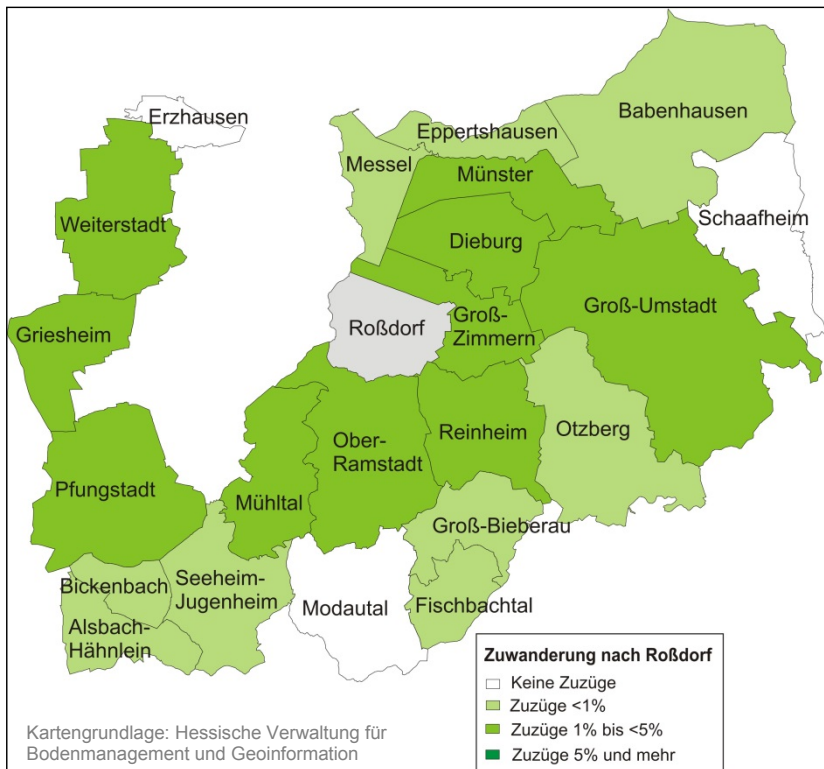 Erzhausen
Babenhausen
Eppertshausen
Messel
Münster
Schaafheim
Weiterstadt
Dieburg
Groß-Umstadt
Roßdorf
Groß-
Zimmern
Griesheim
Ober-
Ramstadt
Reinheim
Otzberg
Pfungstadt
Mühltal
Groß-Bieberau
Bickenbach
Seeheim-
Jugenheim
Modautal
Fischbachtal
Alsbach-
Hähnlein
Zuwanderung nach Roßdorf
Keine Zuzüge
Zuzüge <1%
Zuzüge 1% bis <5%
Zuzüge 5% und mehr
Kartengrundlage: Hessische Verwaltung für
Bodenmanagement und Geoinformation